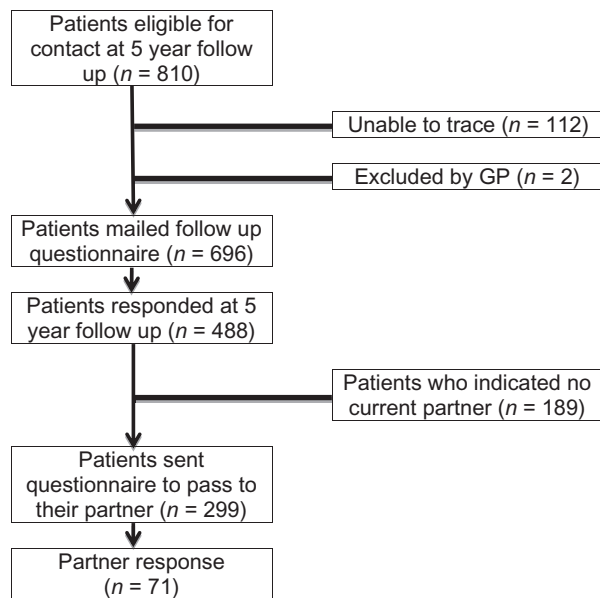 Patients eligible for
contact at 5 year follow
up (n = 810)
Unable to trace (n = 112)
Excluded by GP (n = 2)
Patients mailed follow up
questionnaire (n = 696)
Patients responded at 5
year follow up (n = 488)
Patients who indicated no
current partner (n = 189)
Patients sent
questionnaire to pass to
their partner (n = 299)
Partner response
(n = 71)